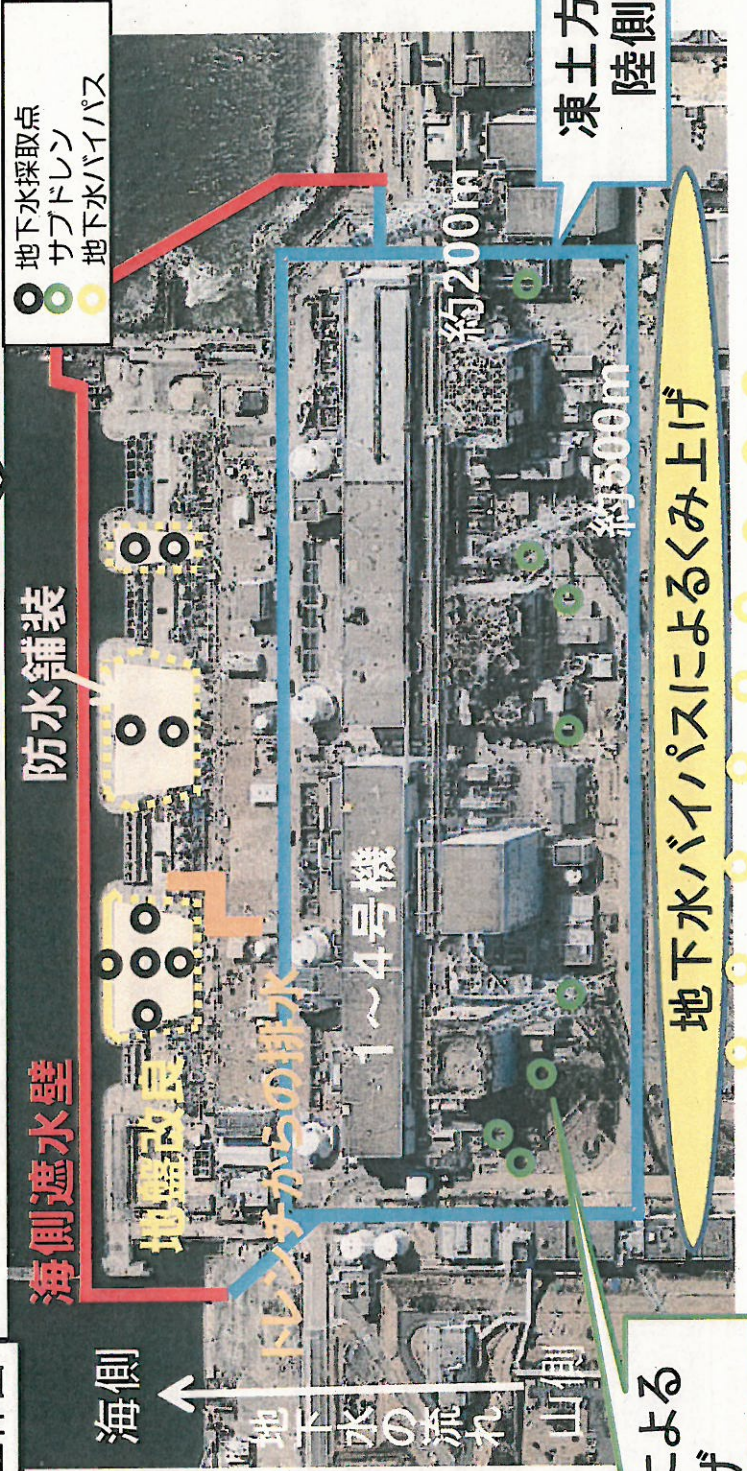 地下水採取点
サブドレン
地下水バイパス
防水舗装
海側遮水壁
地盤改良
トレンチからの排水
海側
地下水の流れ
山側
1～4号機
約200m
約500m
凍土方
陸側
地下水バイパスによるくみ上げ
による
げ